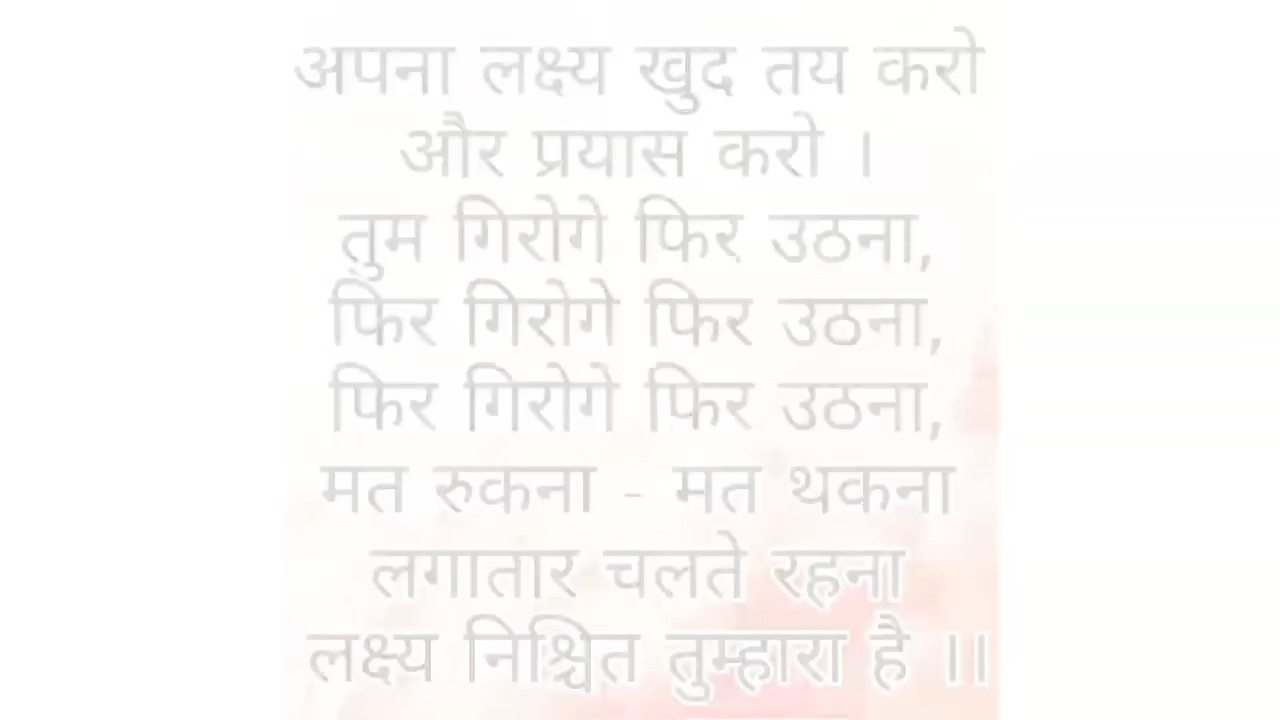 अपना लक्ष्य खुद तय करो
और प्रयास करो ।
तुम गिरोगे फिर उठना,
फिर गिरोगे फिर उठना,
फिर गिरोगे फिर उठना,
मत रुकना - मत थकना
लगातार चलते रहना
लक्ष्य निश्चित तुम्हारा है ।।